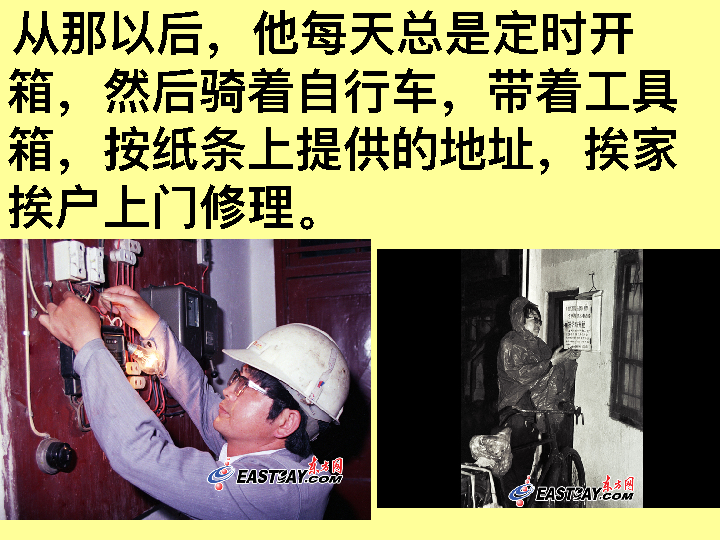 从那以后，他每天总是定时开
箱，然后骑着自行车，带着工具
箱，按纸条上提供的地址，挨家
挨户上门修理。
东方网
EASTDAY.COM
东方网
EASTDAY.COM